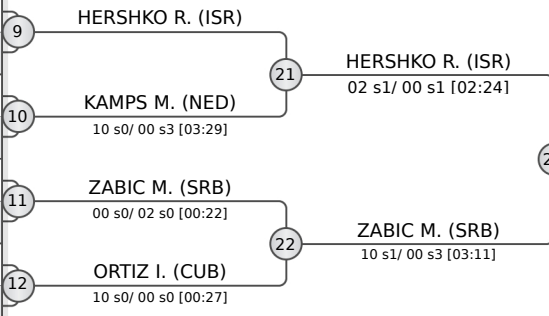 HERSHKO R. (ISR)
9
HERSHKO R. (ISR)
21
02 s1/ 00 s1 [02:24]
KAMPS M. (NED)
10
10 s0/ 00 s3 [03:29]
2
ZABIC M. (SRB)
11
00 s0/ 02 s0 [00:22]
ZABIC M. (SRB)
22
10 s1/ 00 s3 [03:11]
ORTIZ I. (CUB)
12
10 s0/ 00 s0 [00:27]